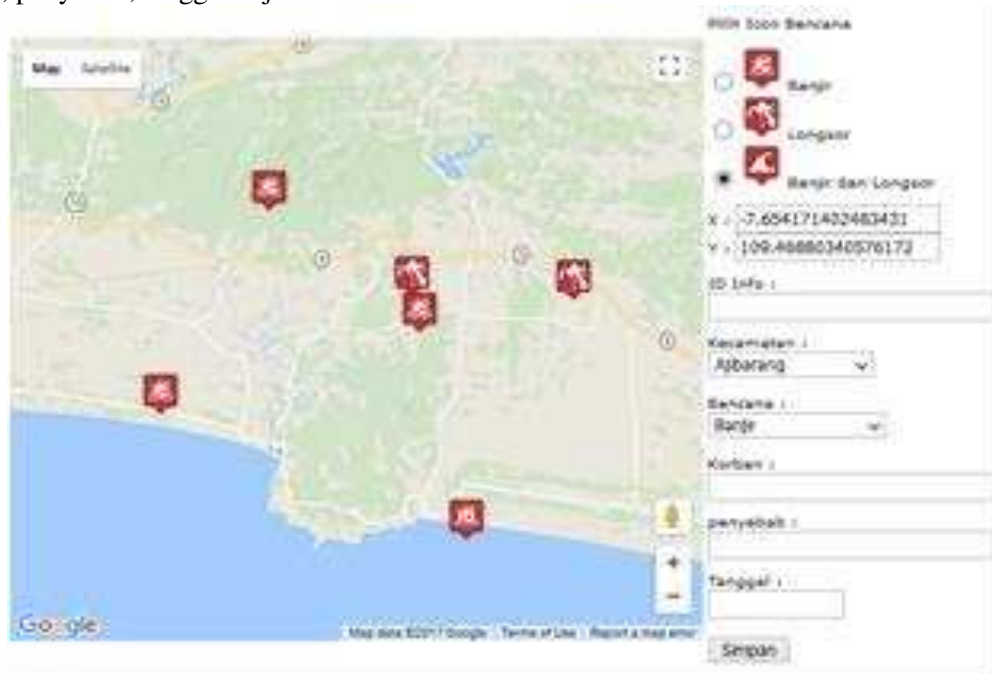 Map Satellite
Pilih Icon Bencana
Banjir
Longsor
Banjir dan Longsor
X : -7.654171402483431
Y : 109.46880340576172
ID Info :
Kecamatan :
Ajibarang
Bencana :
Banjir
Korban :
penyebab :
Tanggal :
Simpan
Google
Map data ©2017 Google Terms of Use Report a map error